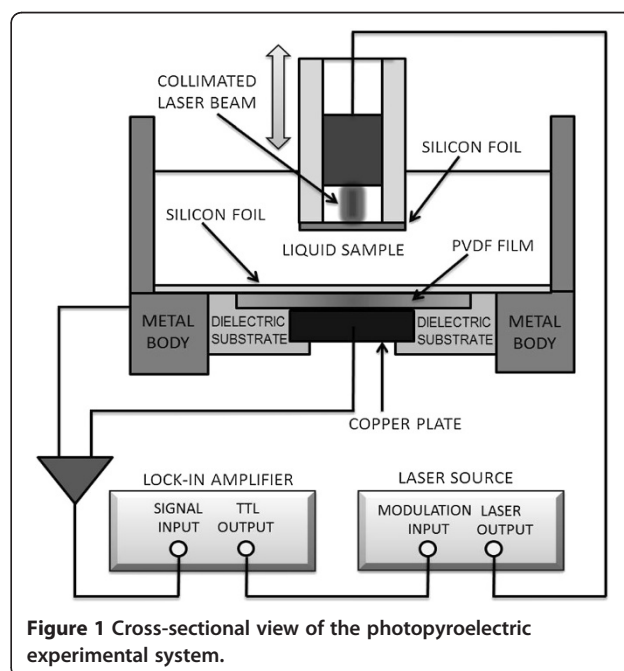 COLLIMATED
LASER BEAM
SILICON FOIL
SILICON FOIL
LIQUID SAMPLE
PVDF FILM
METAL
BODY
DIELECTRIC
SUBSTRATE
DIELECTRIC
SUBSTRATE
METAL
BODY
COPPER PLATE
LOCK-IN AMPLIFIER
SIGNAL
INPUT
TTL
OUTPUT
LASER SOURCE
MODULATION
INPUT
LASER
OUTPUT
Figure 1 Cross-sectional view of the photopyroelectric
experimental system.